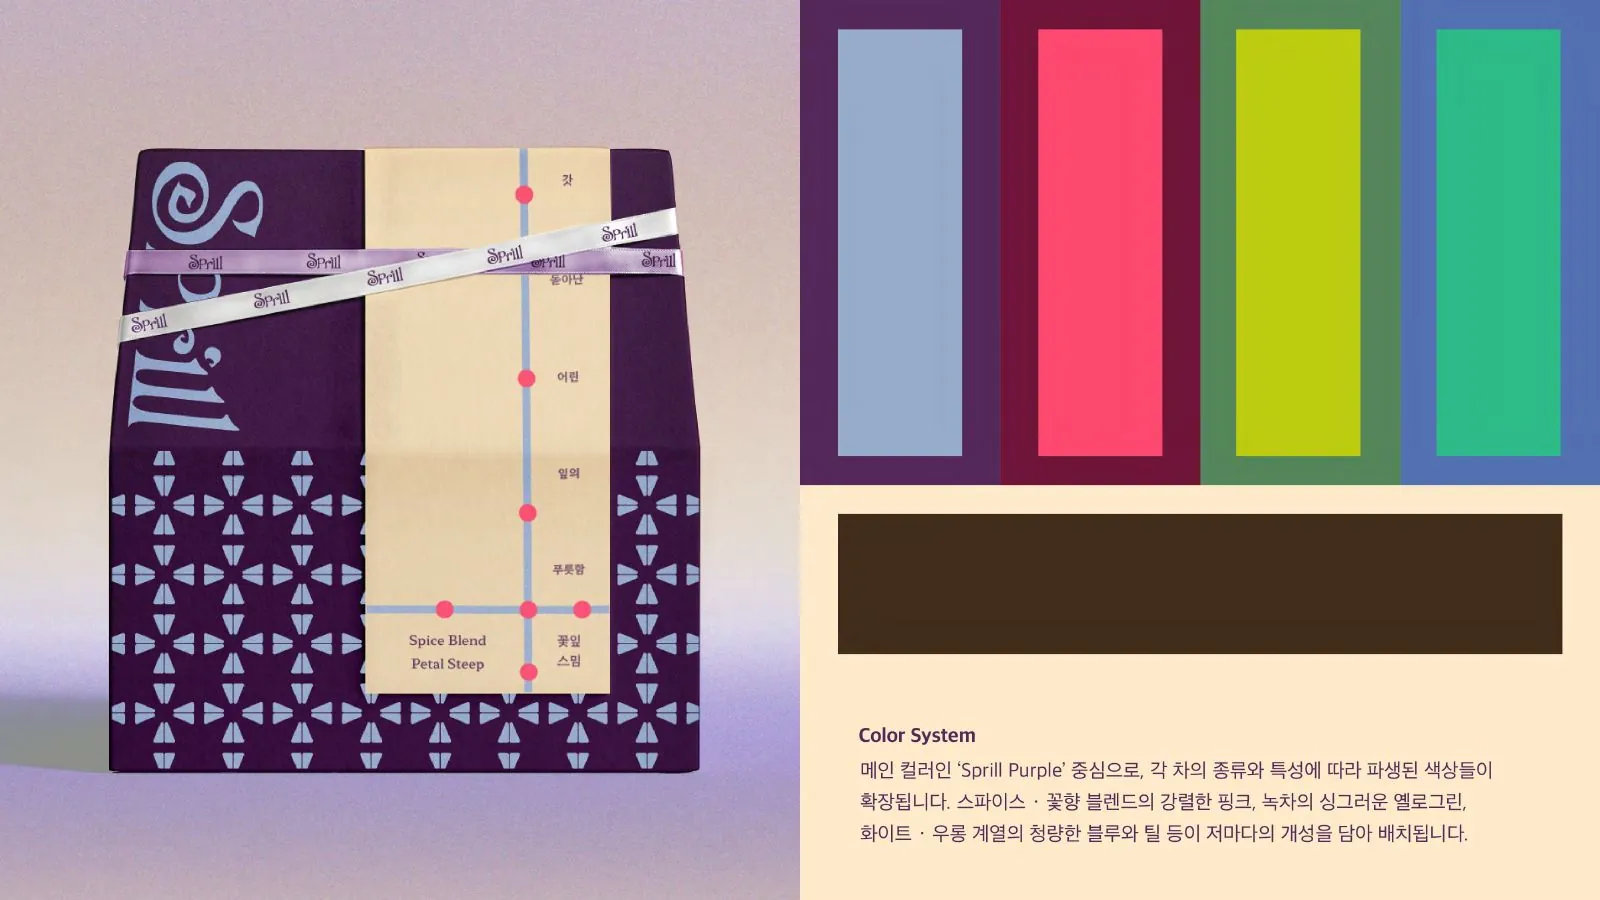 Sprill
Sprill
Sprill
Sprill
Sprill
Sprill
Sprill
Sprill
Sprill
Sprill
Sprill
갓
돋아난
어린
잎의
푸릇함
Spice Blend
Petal Steep
꽃잎
스밈
Color System
메인 컬러인 ‘Sprill Purple’ 중심으로, 각 차의 종류와 특성에 따라 파생된 색상들이
확장됩니다. 스파이스 · 꽃향 블렌드의 강렬한 핑크, 녹차의 싱그러운 옐로그린,
화이트 · 우롱 계열의 청량한 블루와 틸 등이 저마다의 개성을 담아 배치됩니다.